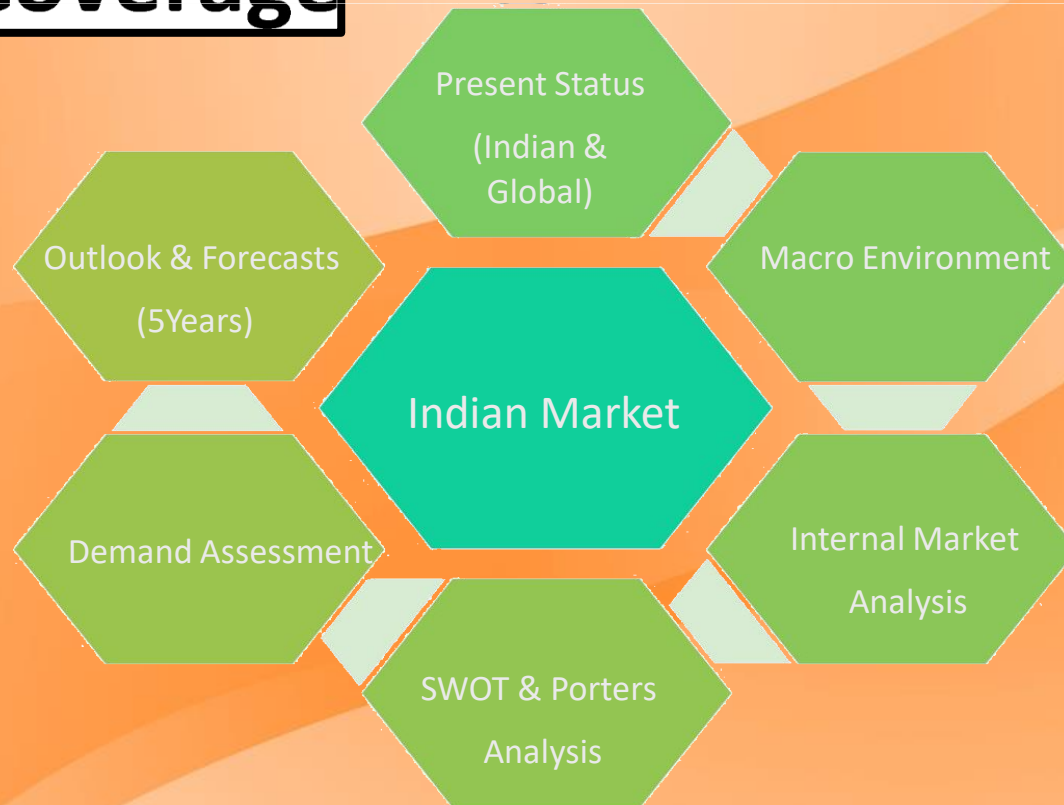 Coverage
Present Status
(Indian &
Global)
Outlook & Forecasts
(5Years)
Macro Environment
Indian Market
Demand Assessment
Internal Market
Analysis
SWOT & Porters
Analysis